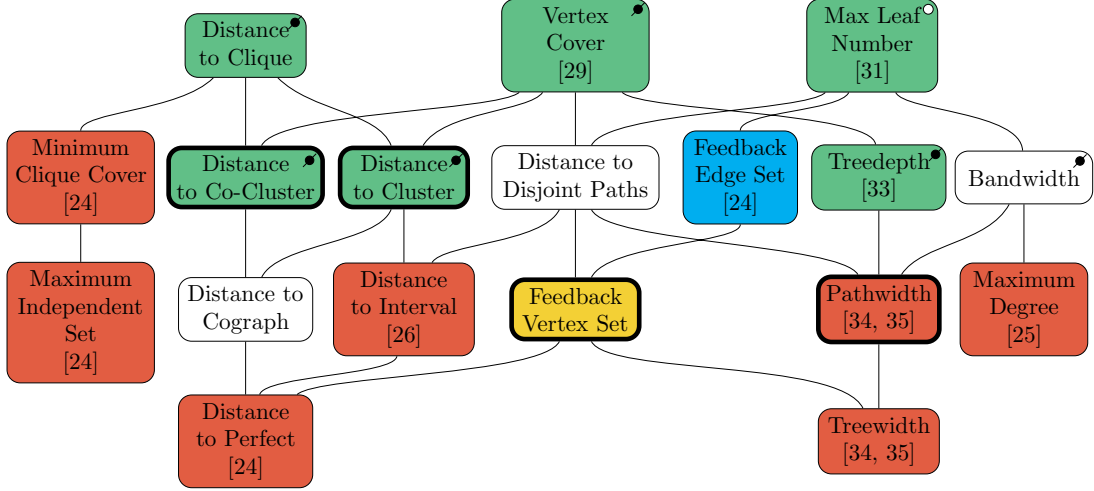 Distance
to Clique
Vertex
Cover
[29]
Max Leaf
Number
[31]
Minimum
Clique Cover
[24]
Distance
to Co-Cluster
Distance
to Cluster
Distance to
Disjoint Paths
Feedback
Edge Set
[24]
Treedepth
[33]
Bandwidth
Maximum
Independent
Set
[24]
Distance to
Cograph
Distance
to Interval
[26]
Feedback
Vertex Set
Pathwidth
[34, 35]
Maximum
Degree
[25]
Distance
to Perfect
[24]
Treewidth
[34, 35]